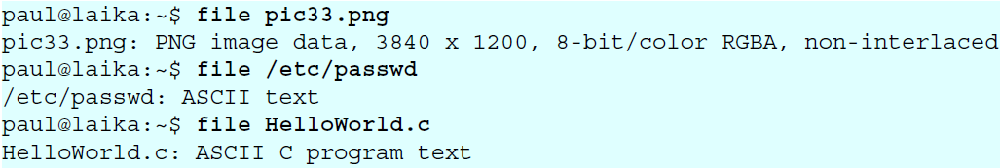 paul@laika:~$ file pic33.png
pic33.png: PNG image data, 3840 x 1200, 8-bit/color RGBA, non-interlaced
paul@laika:~$ file /etc/passwd
/etc/passwd: ASCII text
paul@laika:~$ file HelloWorld.c
HelloWorld.c: ASCII C program text